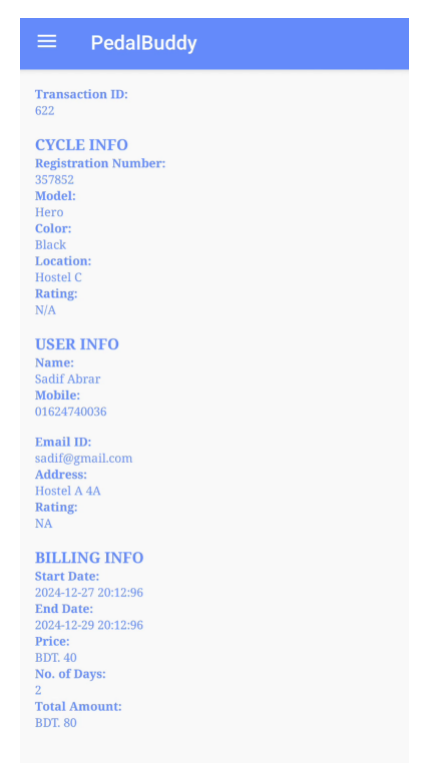 PedalBuddy
Transaction ID:
622
CYCLE INFO
Registration Number:
357852
Model:
Hero
Color:
Black
Location:
Hostel C
Rating:
N/A
USER INFO
Name:
Sadif Abrar
Mobile:
01624740036
Email ID:
sadif@gmail.com
Address:
Hostel A 4A
Rating:
NA
BILLING INFO
Start Date:
2024-12-27 20:12:96
End Date:
2024-12-29 20:12:96
Price:
BDT. 40
No. of Days:
2
Total Amount:
BDT. 80